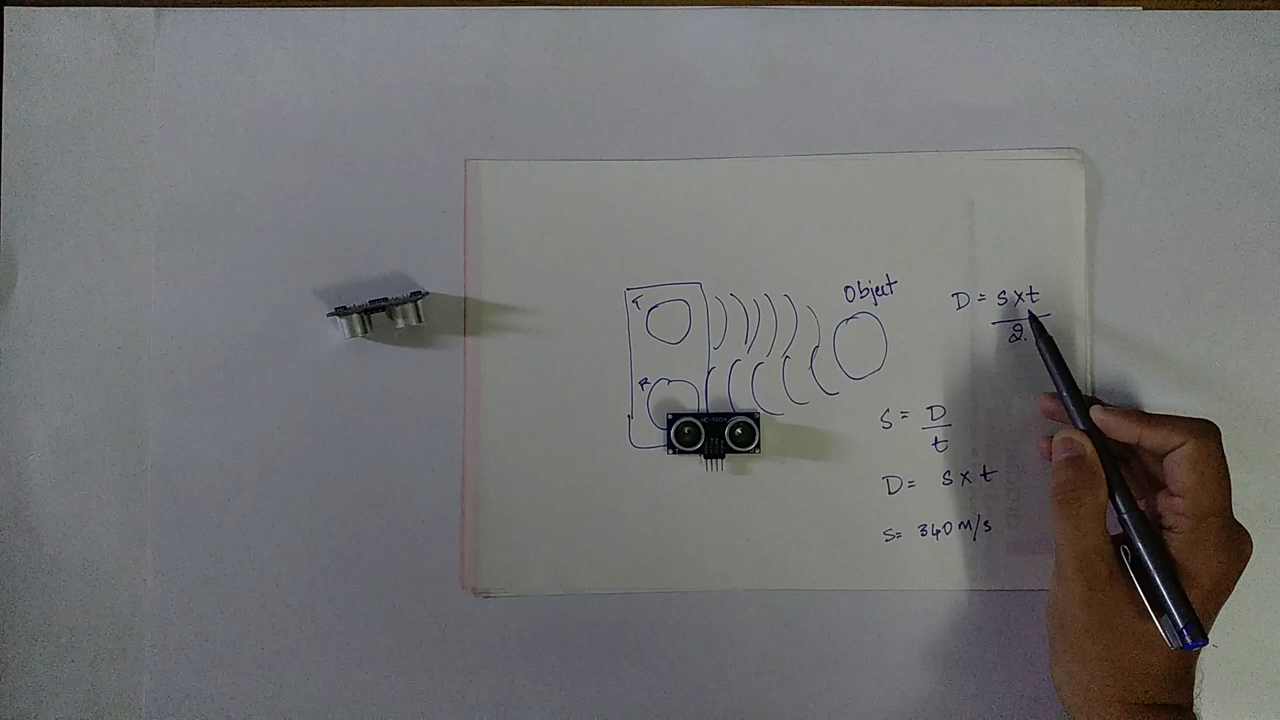 Object
T
R
D = s x t
2.
S = D
t
D = s x t
S = 340 M/s